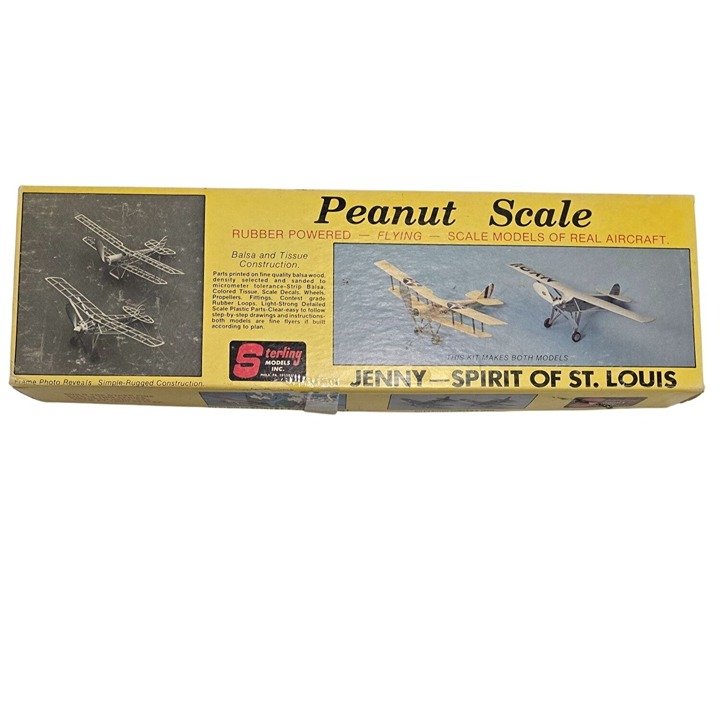 Peanut Scale
RUBBER POWERED — FLYING — SCALE MODELS OF REAL AIRCRAFT.
Balsa and Tissue
Construction.
Parts printed on fine quality balsa wood,
density selected and sanded to
micrometer tolerance-Strip Balsa,
Colored Tissue, Scale Decals, Wheels,
Propellers, Fittings, Contest grade
Rubber Loops. Light-Strong Detailed
Scale Plastic Parts-Clear-easy to follow
step-by-step drawings and instructions-
both models are fine flyers if built
according to plan.
Sterling
MODELS
INC.
THIS KIT MAKES BOTH MODELS
JENNY—SPIRIT OF ST. LOUIS
Frame Photo Reveals Simple-Rugged Construction.